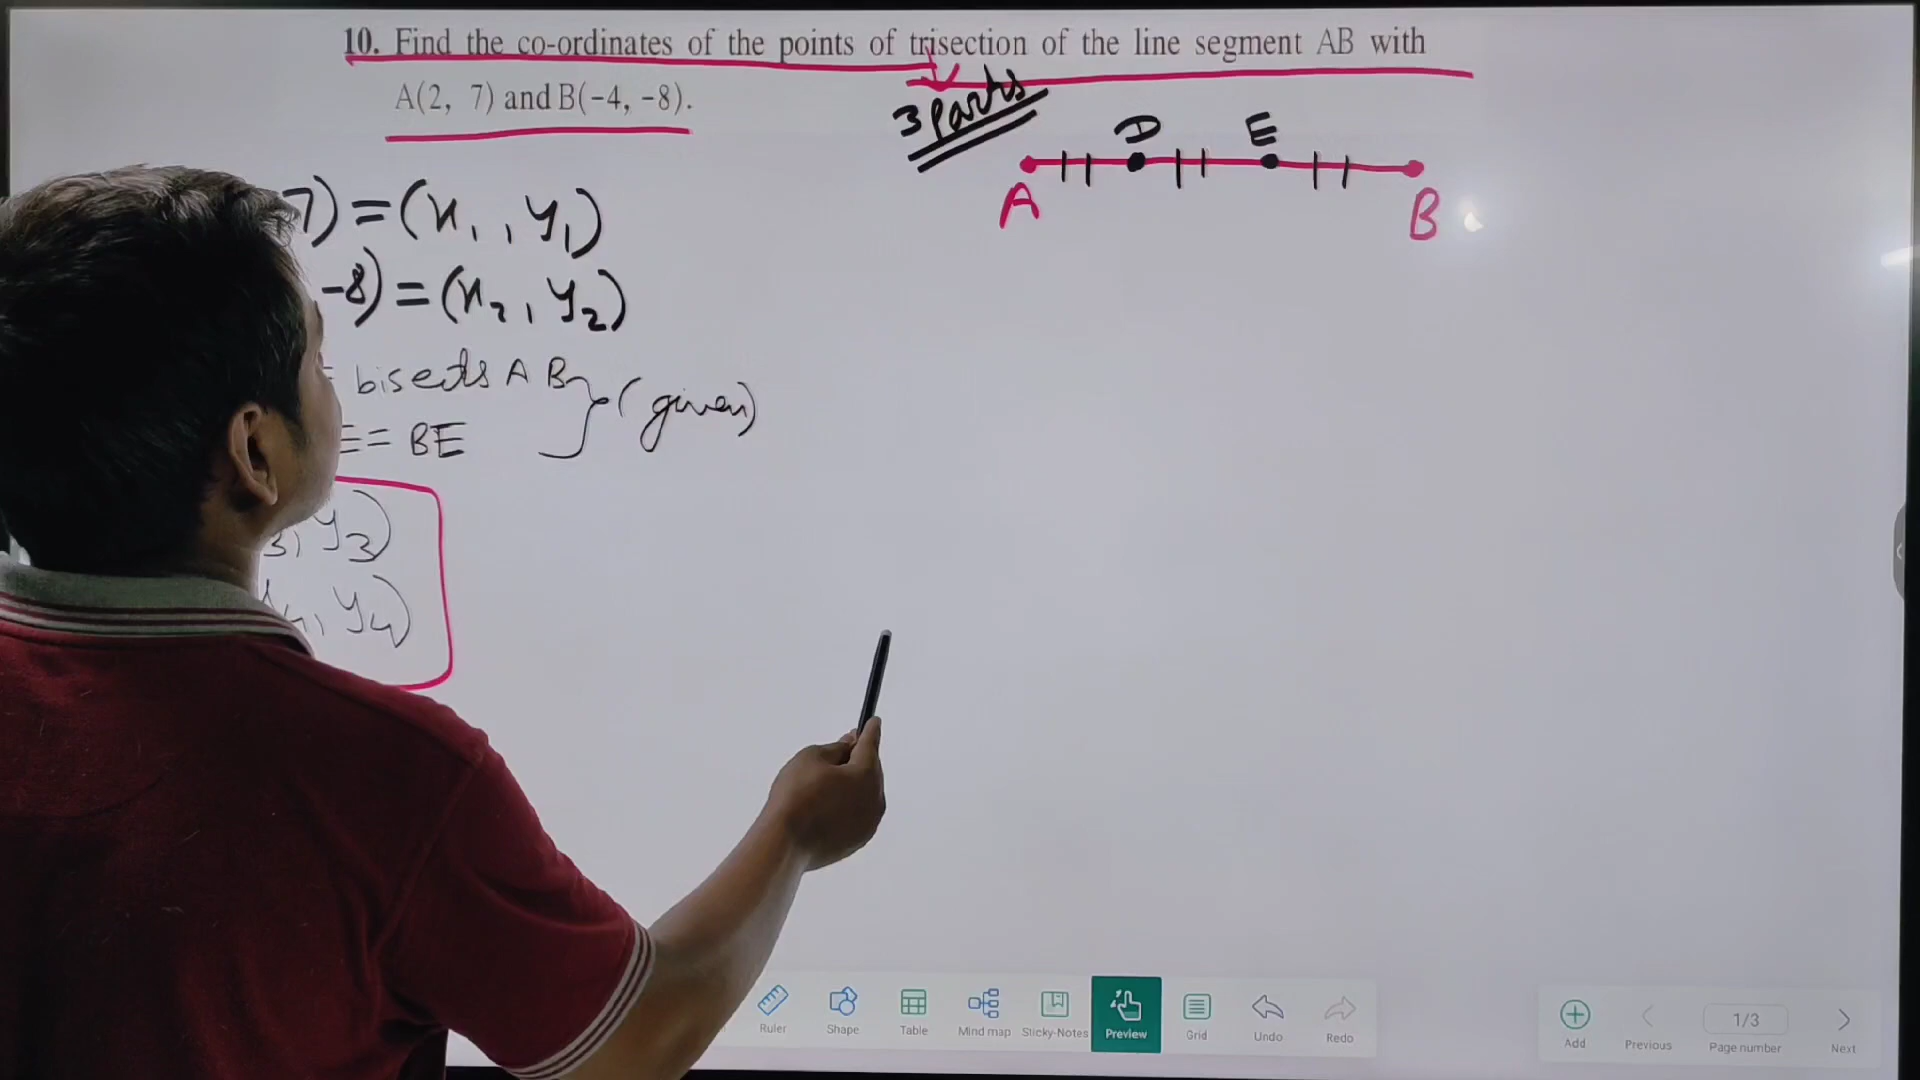 10. Find the co-ordinates of the points of trisection of the line segment AB with
A(2, 7) and B(-4, -8).
3 parts
D E
A B
7) = (x₁, y₁)
-8) = (x₂, y₂)
bisects AB
= BE
(given)
3, y₃)
4, y₄)
Ruler Shape Table Mind map Sticky-Notes Preview Grid Undo Redo
Add Previous 1/3 Page number Next